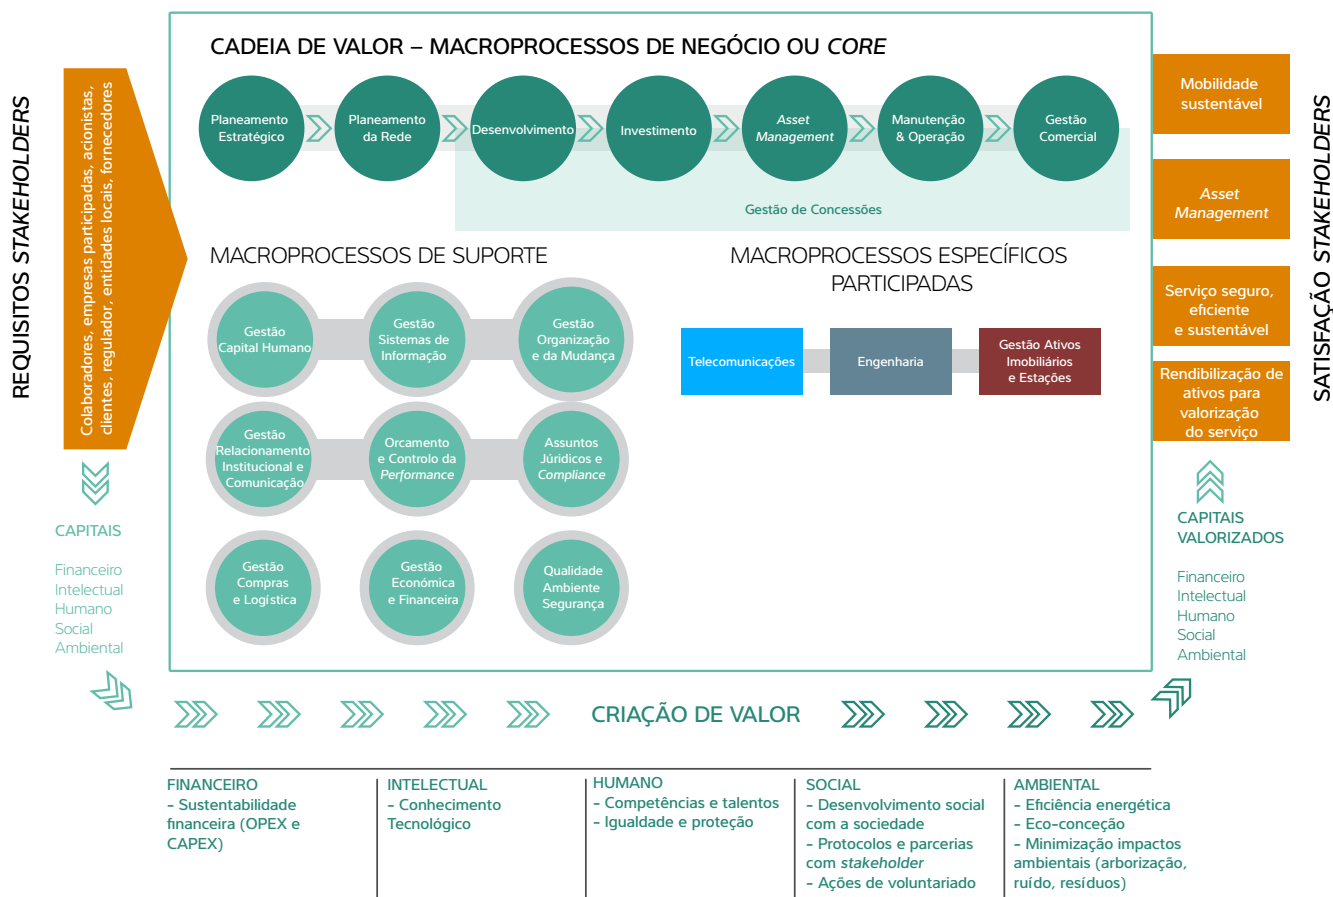 REQUISITOS STAKEHOLDERS
Colaboradores, empresas participadas, acionistas,
clientes, regulador, entidades locais, fornecedores
CADEIA DE VALOR – MACROPROCESSOS DE NEGÓCIO OU CORE
Planeamento
Estratégico
Planeamento
da Rede
Desenvolvimento
Investimento
Asset
Management
Manutenção
& Operação
Gestão
Comercial
Gestão de Concessões
MACROPROCESSOS DE SUPORTE
Gestão
Capital Humano
Gestão
Sistemas de
Informação
Gestão
Organização
e da Mudança
Gestão
Relacionamento
Institucional e
Comunicação
Orcamento
e Controlo da
Performance
Assuntos
Júridicos e
Compliance
Gestão
Compras
e Logística
Gestão
Económica
e Financeira
Qualidade
Ambiente
Segurança
MACROPROCESSOS ESPECÍFICOS
PARTICIPADAS
Telecomunicações
Engenharia
Gestão Ativos
Imobiliários
e Estações
Mobilidade
sustentável
Asset
Management
Serviço seguro,
eficiente
e sustentável
Rendibilização de
ativos para
valorização
do serviço
SATISFAÇÃO STAKEHOLDERS
CAPITAIS
Financeiro
Intelectual
Humano
Social
Ambiental
CAPITAIS
VALORIZADOS
Financeiro
Intelectual
Humano
Social
Ambiental
CRIAÇÃO DE VALOR
FINANCEIRO
- Sustentabilidade
financeira (OPEX e
CAPEX)
INTELECTUAL
- Conhecimento
Tecnológico
HUMANO
- Competências e talentos
- Igualdade e proteção
SOCIAL
- Desenvolvimento social
com a sociedade
- Protocolos e parcerias
com stakeholder
- Ações de voluntariado
AMBIENTAL
- Eficiência energética
- Eco-conceção
- Minimização impactos
ambientais (arborização,
ruído, resíduos)